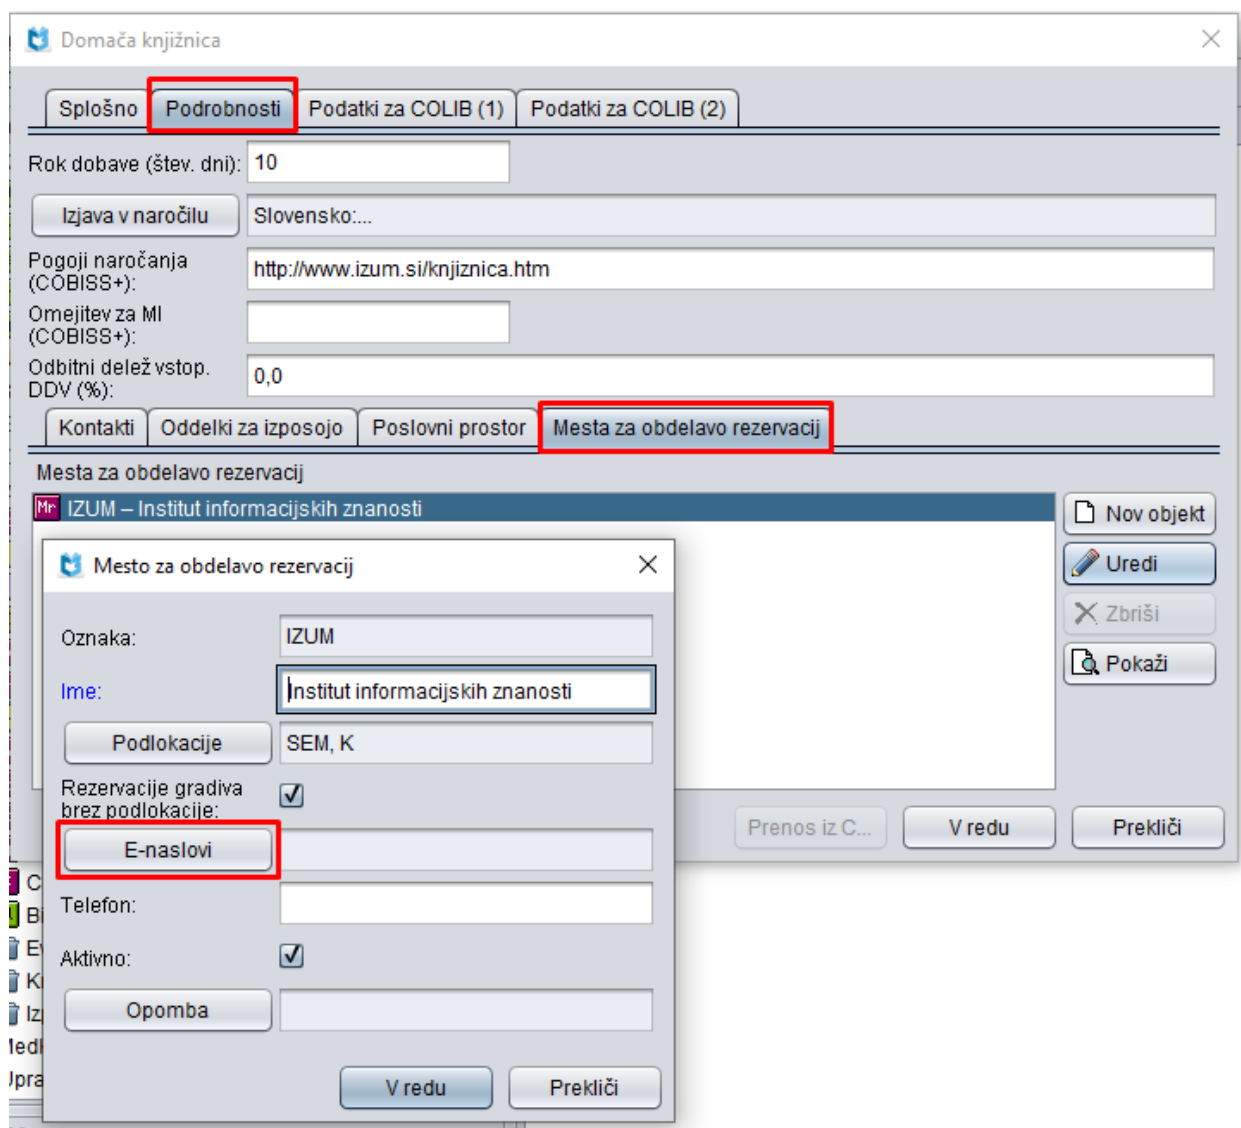 Domača knjižnica
Splošno Podrobnosti Podatki za COLIB (1) Podatki za COLIB (2)
Rok dobave (štev. dni): 10
Izjava v naročilu Slovensko:...
Pogoji naročanja
(COBISS+): http://www.izum.si/knjiznica.htm
Omejitev za MI
(COBISS+):
Odbitni delež vstop.
DDV (%): 0,0
Kontakti Oddelki za izposojo Poslovni prostor Mesta za obdelavo rezervacij
Mesta za obdelavo rezervacij
Mr IZUM – Institut informacijskih znanosti
Nov objekt
Uredi
Zbriši
Pokaži
Prenos iz C... V redu Prekliči
Mesto za obdelavo rezervacij
Oznaka: IZUM
Ime: Institut informacijskih znanosti
Podlokacije SEM, K
Rezervacije gradiva
brez podlokacije:
E-naslovi
Telefon:
Aktivno:
Opomba
V redu Prekliči